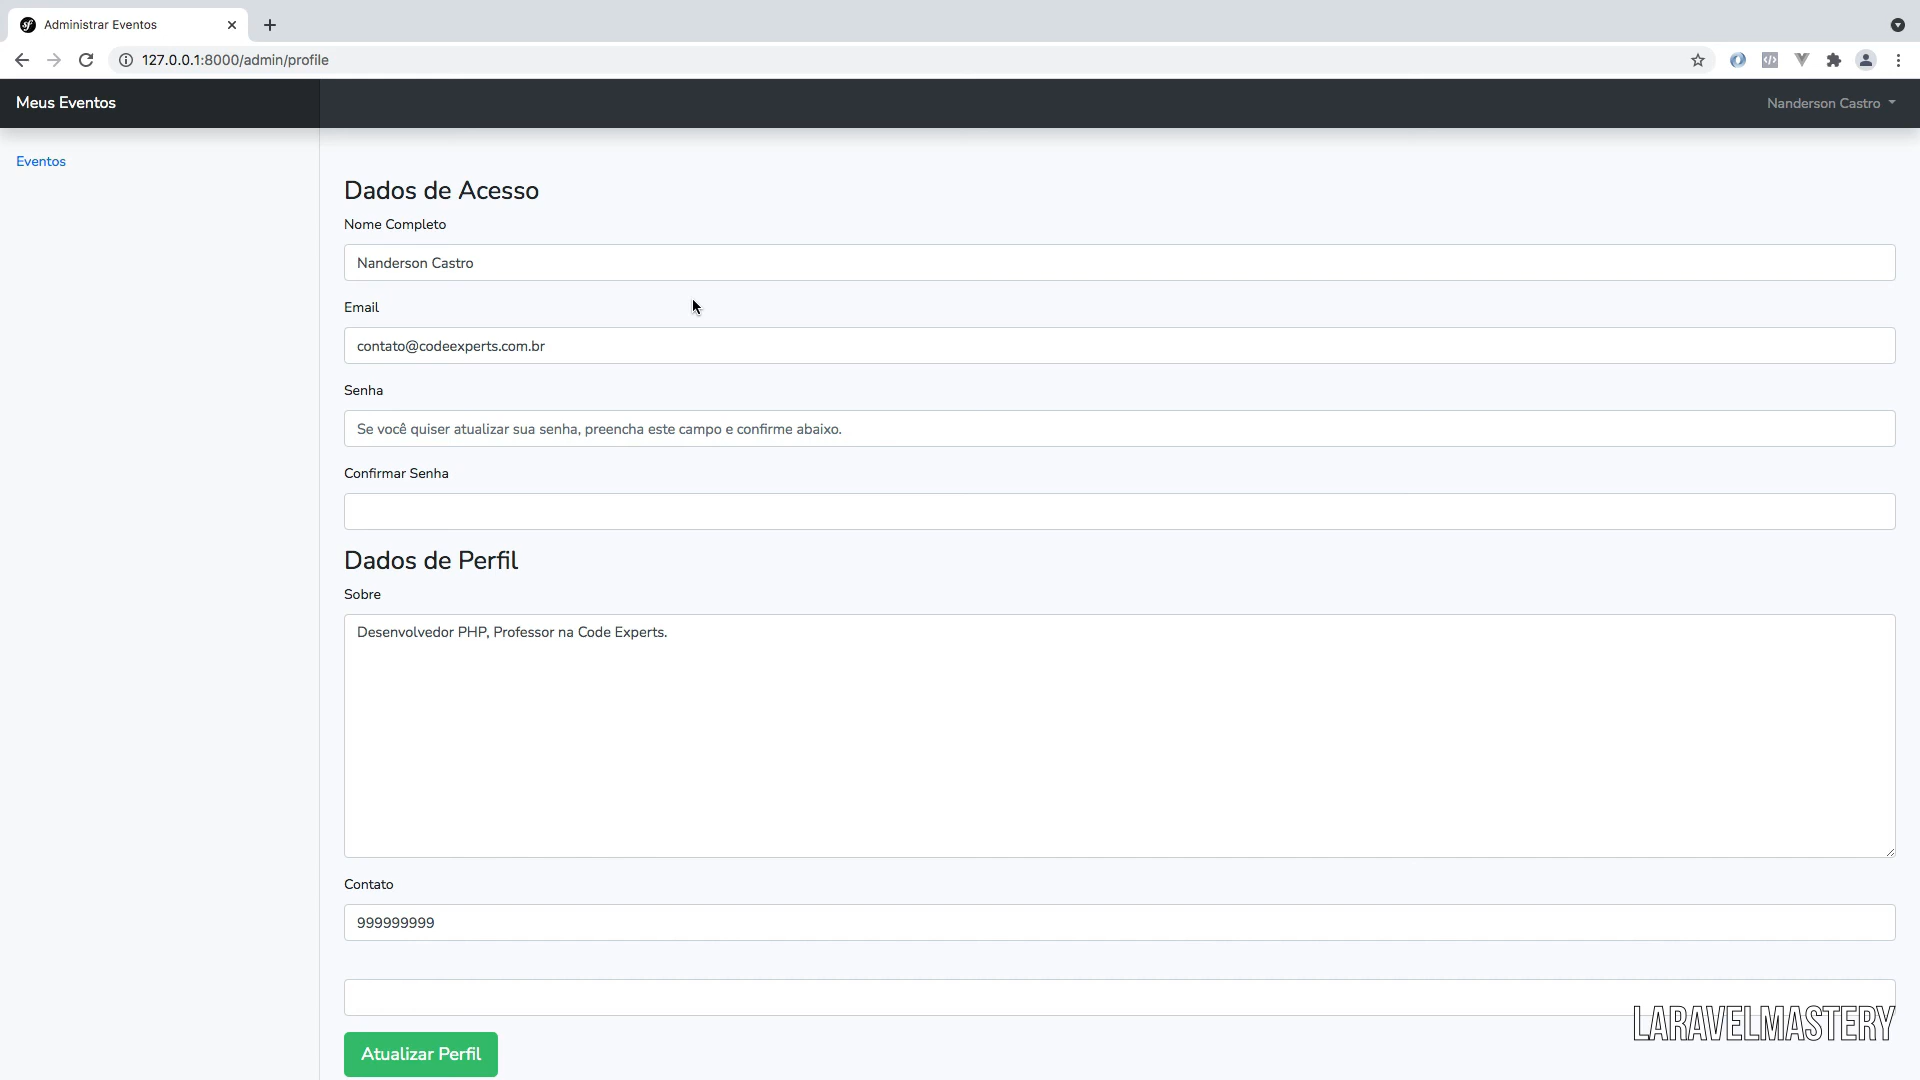 Administrar Eventos
127.0.0.1:8000/admin/profile
Meus Eventos
Nanderson Castro
Eventos
Dados de Acesso
Nome Completo
Nanderson Castro
Email
contato@codeexperts.com.br
Senha
Se você quiser atualizar sua senha, preencha este campo e confirme abaixo.
Confirmar Senha
Dados de Perfil
Sobre
Desenvolvedor PHP, Professor na Code Experts.
Contato
999999999
LARAVELMASTERY
Atualizar Perfil